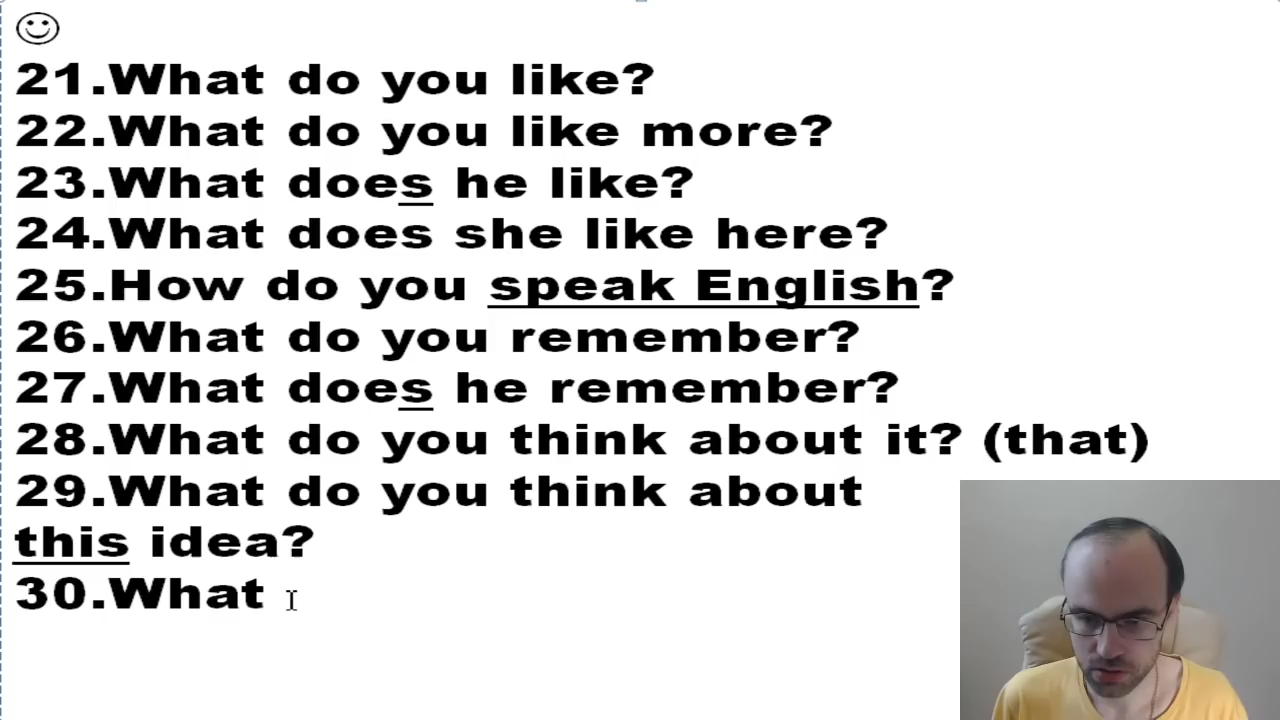 21.What do you like?
22.What do you like more?
23.What does he like?
24.What does she like here?
25.How do you speak English?
26.What do you remember?
27.What does he remember?
28.What do you think about it? (that)
29.What do you think about
this idea?
30.What